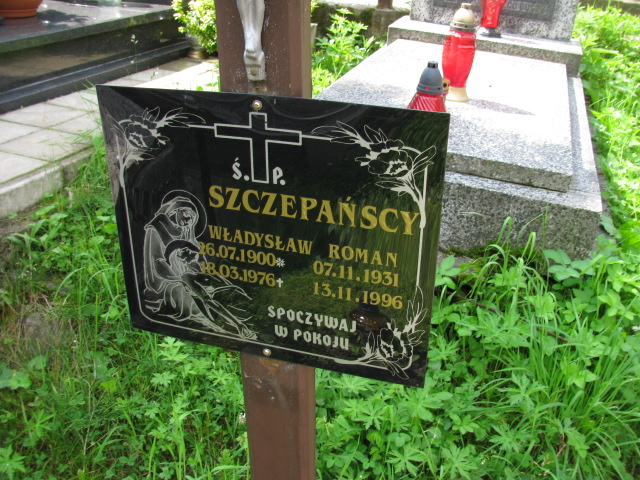 Ś. P.
SZCZEPAŃSCY
WŁADYSŁAW ROMAN
26.07.1900* 07.11.1931
18.03.1976✝ 13.11.1996
SPOCZYWAJ
W POKOJU